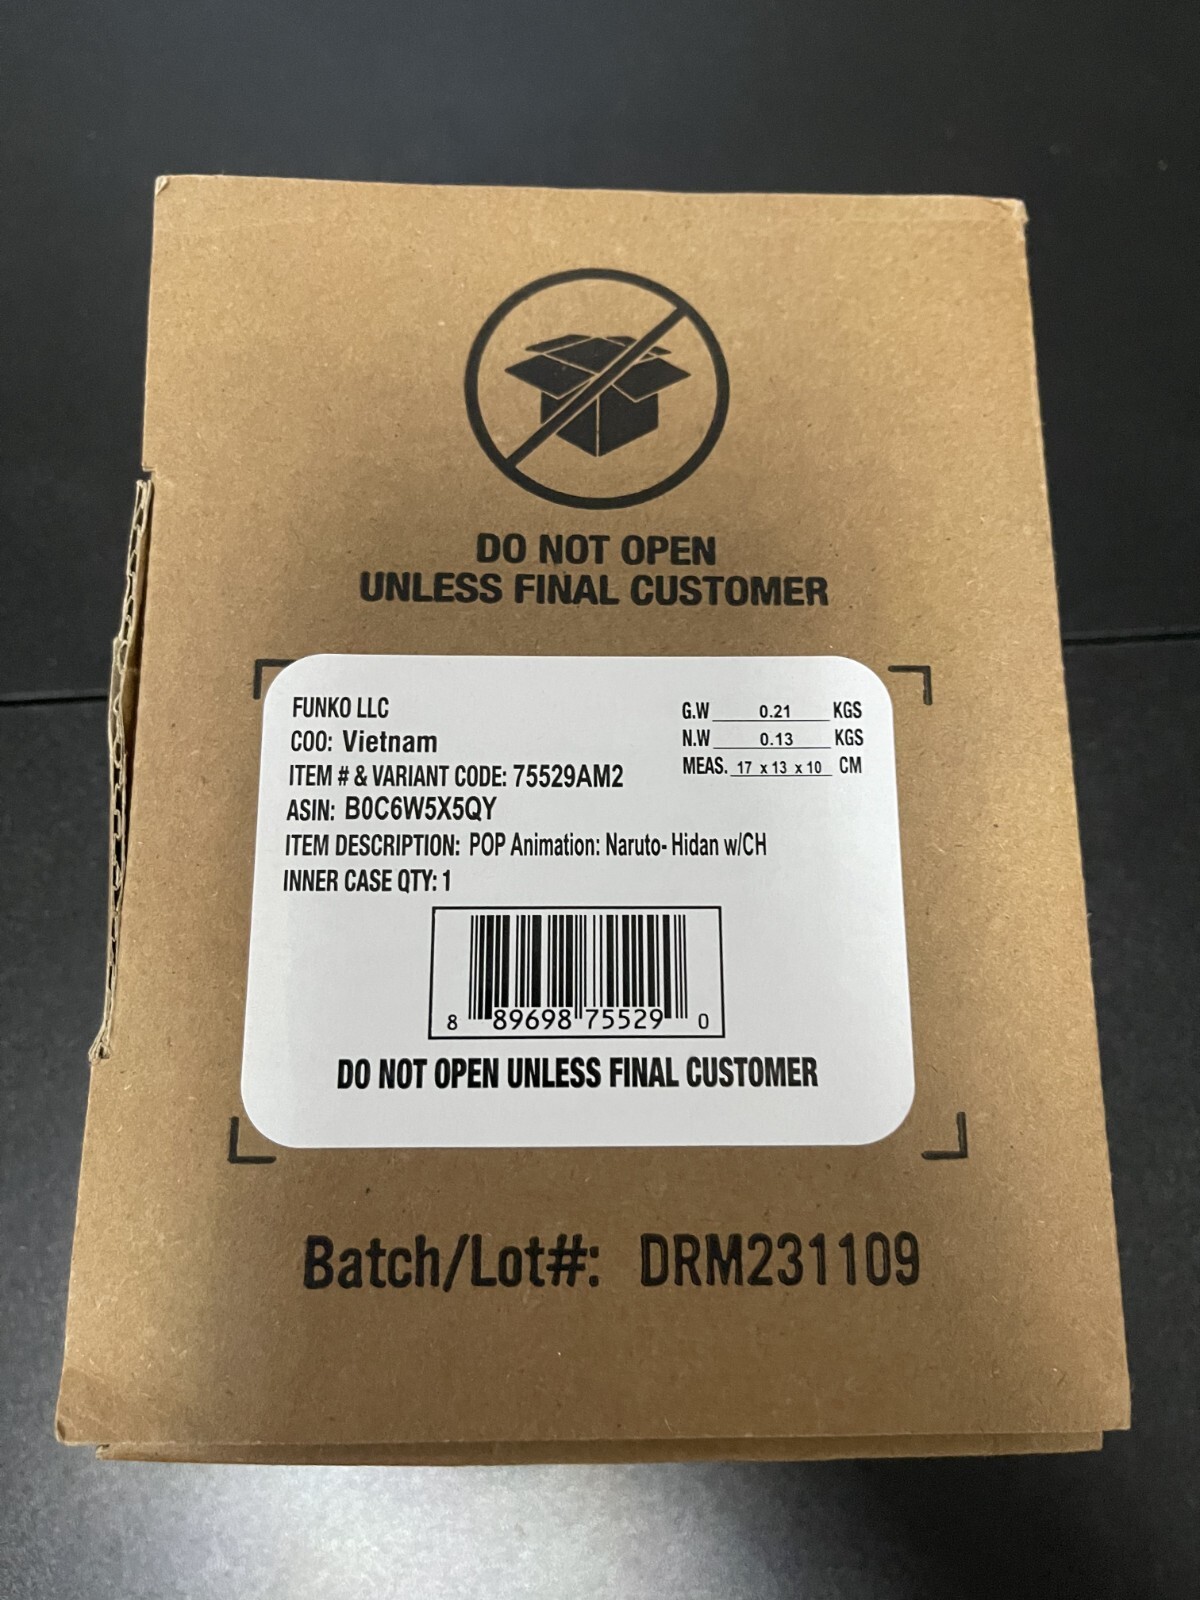 DO NOT OPEN
UNLESS FINAL CUSTOMER
FUNKO LLC
COO: Vietnam
ITEM # & VARIANT CODE: 75529AM2
ASIN: B0C6W5X5QY
ITEM DESCRIPTION: POP Animation: Naruto- Hidan w/CH
INNER CASE QTY: 1
G.W 0.21 KGS
N.W 0.13 KGS
MEAS. 17 x 13 x 10 CM
8 89698 75529 0
DO NOT OPEN UNLESS FINAL CUSTOMER
Batch/Lot#: DRM231109